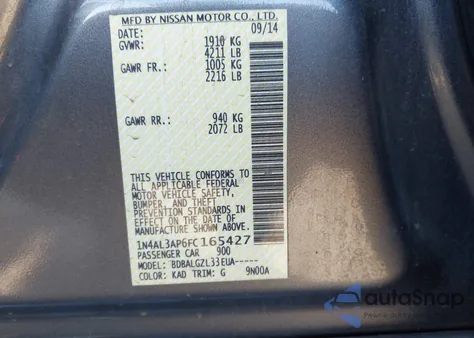 MFD BY NISSAN MOTOR CO., LTD.
DATE: 09/14
GVWR: 1910 KG
4211 LB
GAWR FR.: 1005 KG
2216 LB
GAWR RR.: 940 KG
2072 LB
THIS VEHICLE CONFORMS TO
ALL APPLICABLE FEDERAL
MOTOR VEHICLE SAFETY,
BUMPER, AND THEFT
PREVENTION STANDARDS IN
EFFECT ON THE DATE OF
MANUFACTURE SHOWN ABOVE.
1N4AL3AP6FC165427
PASSENGER CAR 900
MODEL: BDBALGZL33EUA-----
COLOR: KAD TRIM: G 9N00A
autoSnap